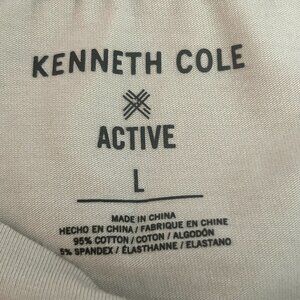 KENNETH COLE
ACTIVE
L
MADE IN CHINA
HECHO EN CHINA / FABRIQUE EN CHINE
95% COTTON / COTON / ALGODÓN
5% SPANDEX / ÉLASTHANNE / ELASTANO